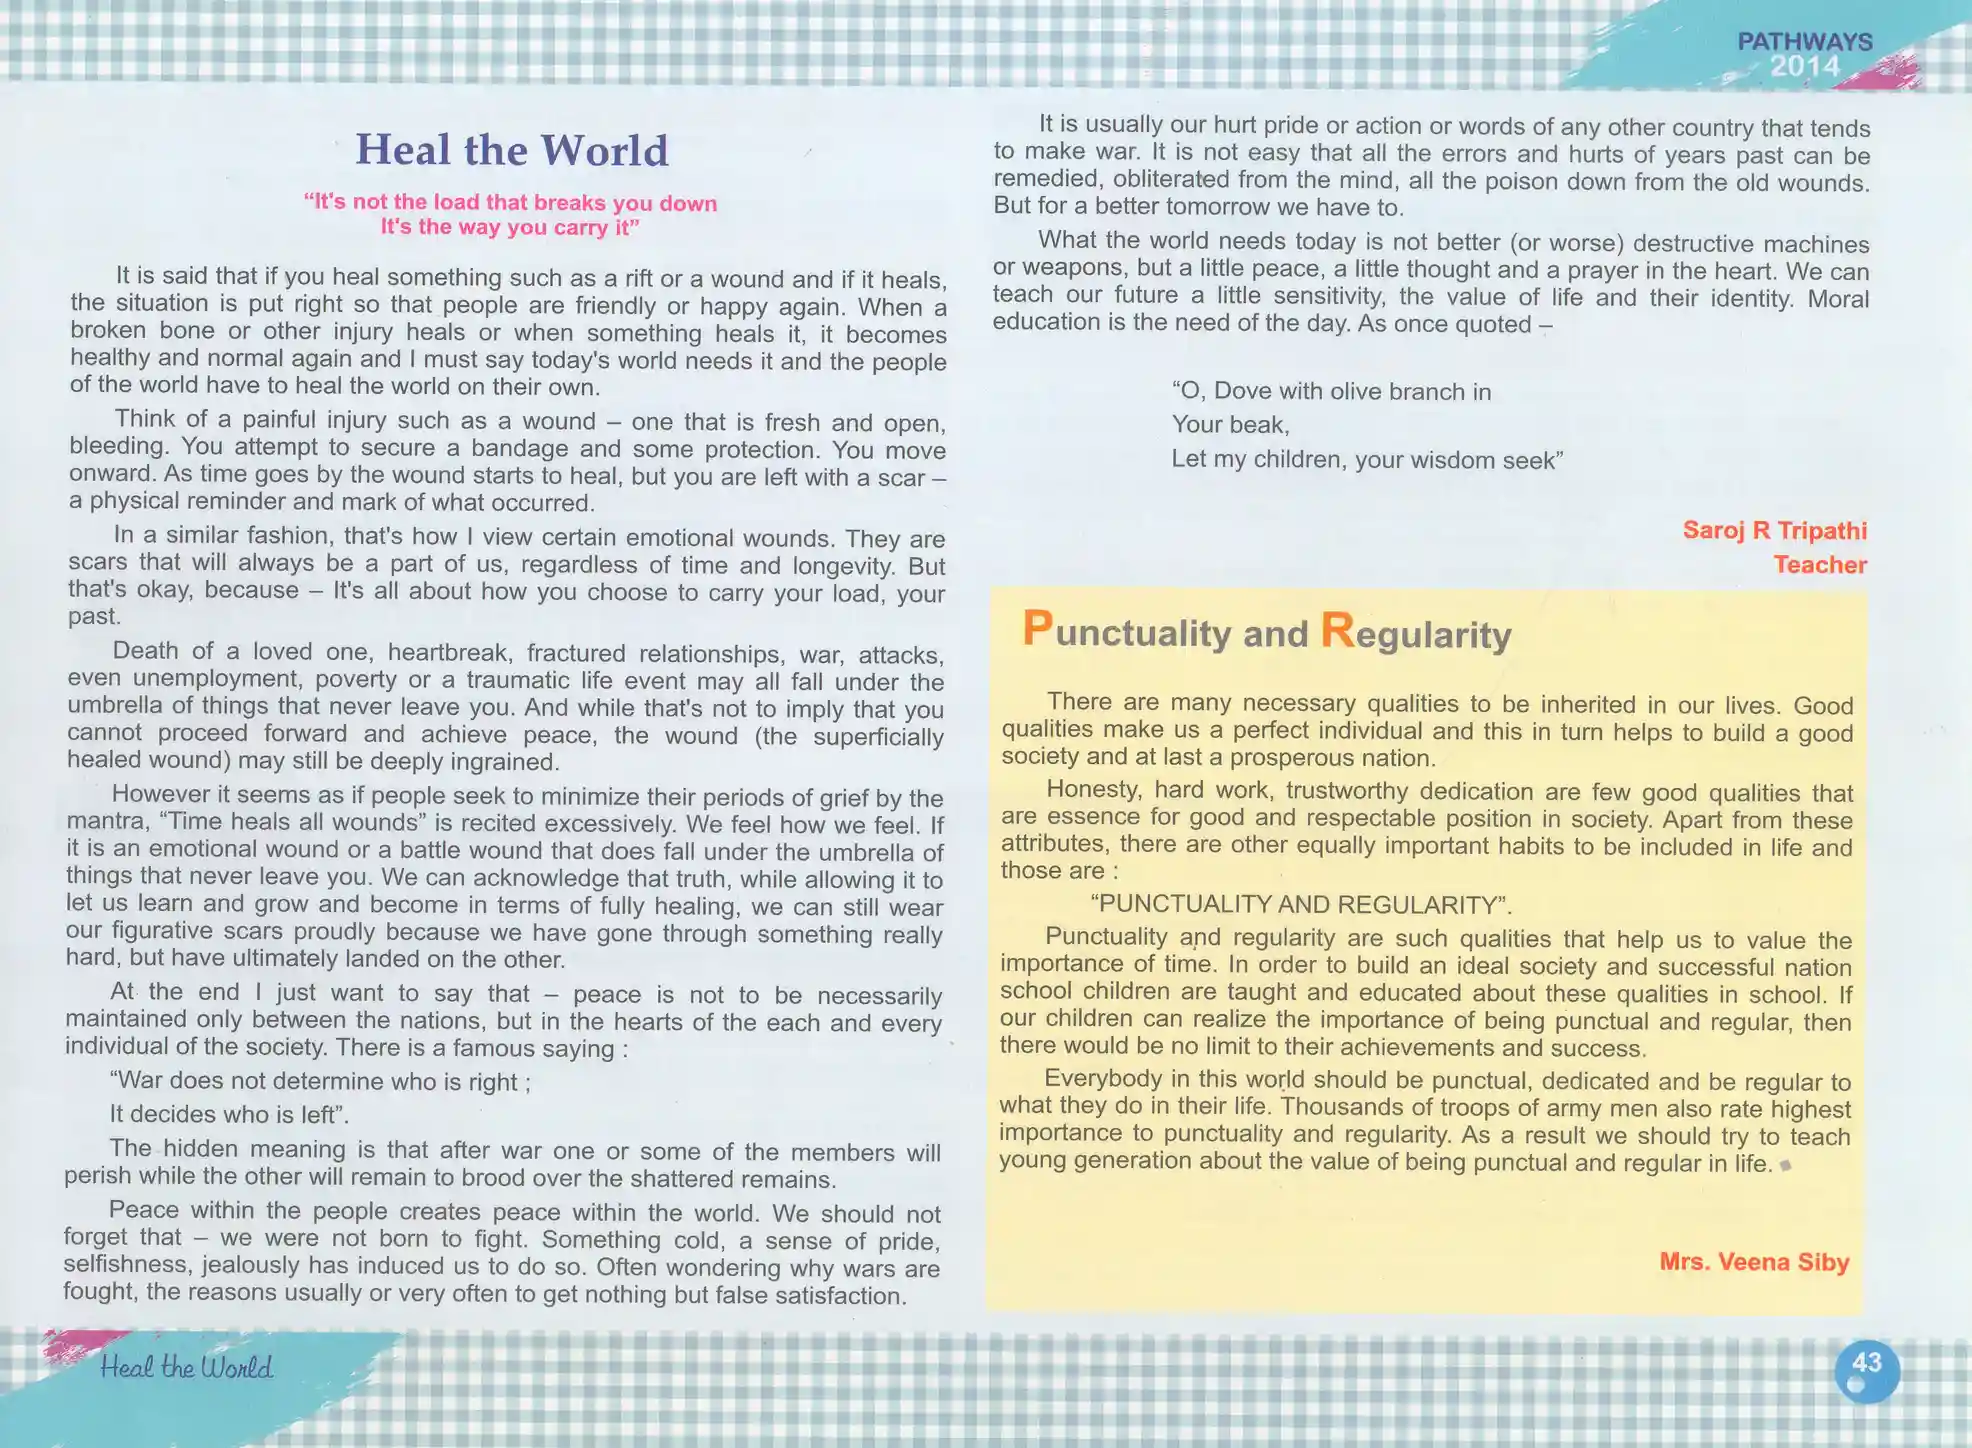 PATHWAYS
2014
Heal the World
“It's not the load that breaks you down
It's the way you carry it”
It is said that if you heal something such as a rift or a wound and if it heals,
the situation is put right so that people are friendly or happy again. When a
broken bone or other injury heals or when something heals it, it becomes
healthy and normal again and I must say today's world needs it and the people
of the world have to heal the world on their own.
Think of a painful injury such as a wound – one that is fresh and open,
bleeding. You attempt to secure a bandage and some protection. You move
onward. As time goes by the wound starts to heal, but you are left with a scar –
a physical reminder and mark of what occurred.
In a similar fashion, that's how I view certain emotional wounds. They are
scars that will always be a part of us, regardless of time and longevity. But
that's okay, because – It's all about how you choose to carry your load, your
past.
Death of a loved one, heartbreak, fractured relationships, war, attacks,
even unemployment, poverty or a traumatic life event may all fall under the
umbrella of things that never leave you. And while that's not to imply that you
cannot proceed forward and achieve peace, the wound (the superficially
healed wound) may still be deeply ingrained.
However it seems as if people seek to minimize their periods of grief by the
mantra, “Time heals all wounds” is recited excessively. We feel how we feel. If
it is an emotional wound or a battle wound that does fall under the umbrella of
things that never leave you. We can acknowledge that truth, while allowing it to
let us learn and grow and become in terms of fully healing, we can still wear
our figurative scars proudly because we have gone through something really
hard, but have ultimately landed on the other.
At the end I just want to say that – peace is not to be necessarily
maintained only between the nations, but in the hearts of the each and every
individual of the society. There is a famous saying :
“War does not determine who is right ;
It decides who is left”.
The hidden meaning is that after war one or some of the members will
perish while the other will remain to brood over the shattered remains.
Peace within the people creates peace within the world. We should not
forget that – we were not born to fight. Something cold, a sense of pride,
selfishness, jealously has induced us to do so. Often wondering why wars are
fought, the reasons usually or very often to get nothing but false satisfaction.
It is usually our hurt pride or action or words of any other country that tends
to make war. It is not easy that all the errors and hurts of years past can be
remedied, obliterated from the mind, all the poison down from the old wounds.
But for a better tomorrow we have to.
What the world needs today is not better (or worse) destructive machines
or weapons, but a little peace, a little thought and a prayer in the heart. We can
teach our future a little sensitivity, the value of life and their identity. Moral
education is the need of the day. As once quoted –
“O, Dove with olive branch in
Your beak,
Let my children, your wisdom seek”
Saroj R Tripathi
Teacher
Punctuality and Regularity
There are many necessary qualities to be inherited in our lives. Good
qualities make us a perfect individual and this in turn helps to build a good
society and at last a prosperous nation.
Honesty, hard work, trustworthy dedication are few good qualities that
are essence for good and respectable position in society. Apart from these
attributes, there are other equally important habits to be included in life and
those are :
“PUNCTUALITY AND REGULARITY”.
Punctuality and regularity are such qualities that help us to value the
importance of time. In order to build an ideal society and successful nation
school children are taught and educated about these qualities in school. If
our children can realize the importance of being punctual and regular, then
there would be no limit to their achievements and success.
Everybody in this world should be punctual, dedicated and be regular to
what they do in their life. Thousands of troops of army men also rate highest
importance to punctuality and regularity. As a result we should try to teach
young generation about the value of being punctual and regular in life.
Mrs. Veena Siby
Heal the World
43